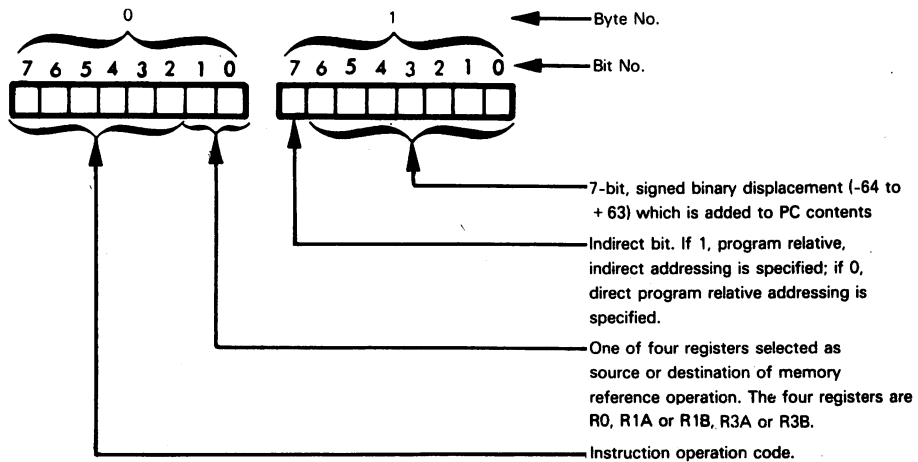 0 1 Byte No.
7 6 5 4 3 2 1 0 7 6 5 4 3 2 1 0 Bit No.
7-bit, signed binary displacement (-64 to
+ 63) which is added to PC contents
Indirect bit. If 1, program relative,
indirect addressing is specified; if 0,
direct program relative addressing is
specified.
One of four registers selected as
source or destination of memory
reference operation. The four registers are
R0, R1A or R1B, R3A or R3B.
Instruction operation code.